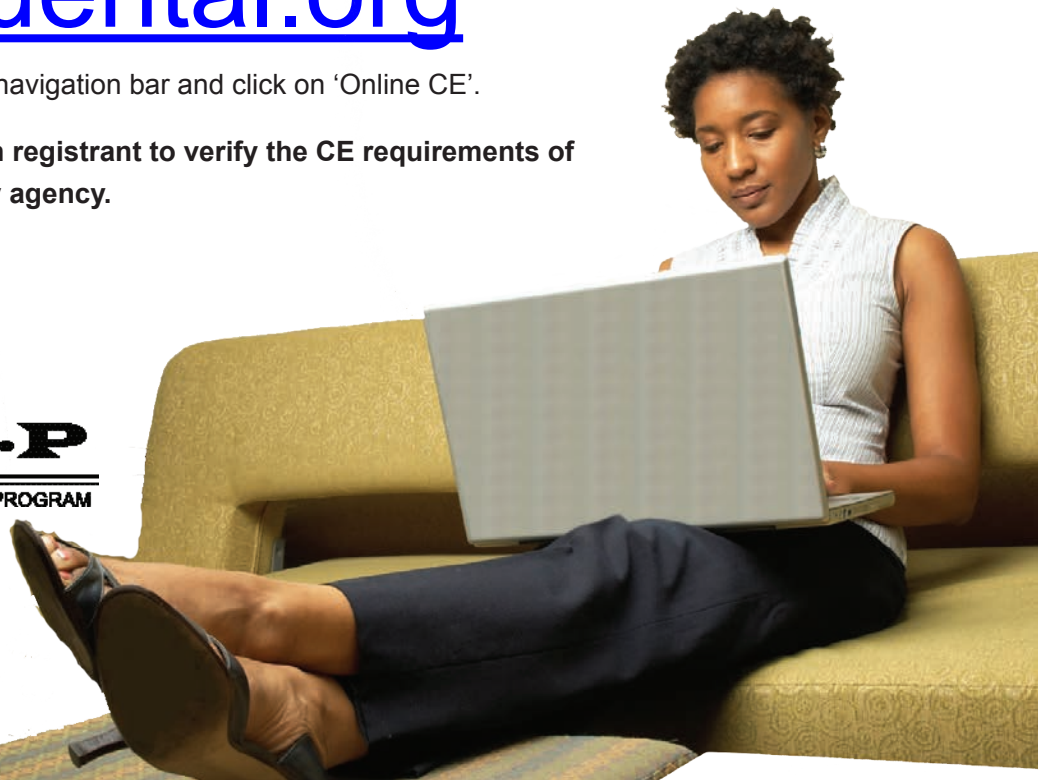 dental.org
navigation bar and click on ‘Online CE’.
registrant to verify the CE requirements of
agency.
P
PROGRAM